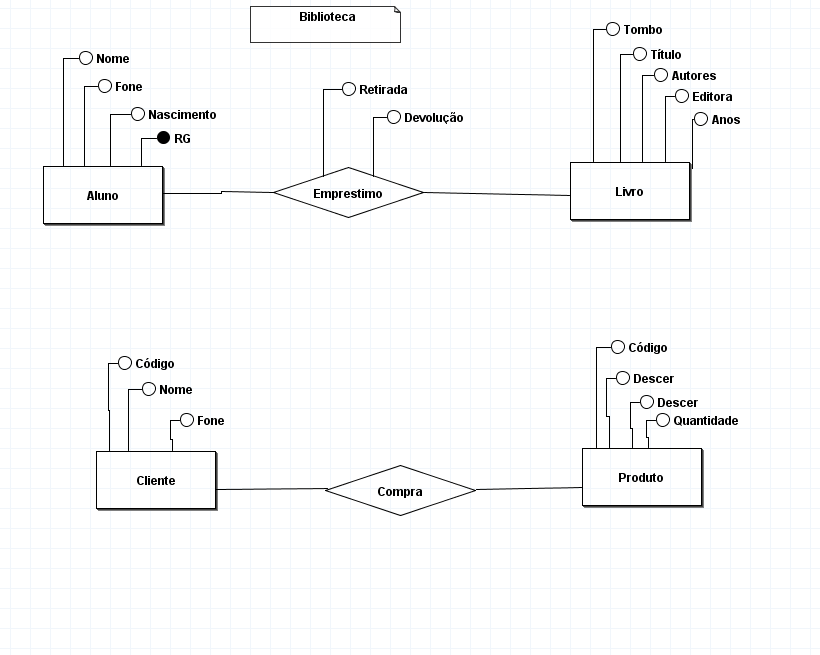 Biblioteca
Nome
Fone
Nascimento
RG
Aluno
Retirada
Devolução
Emprestimo
Tombo
Título
Autores
Editora
Anos
Livro
Código
Nome
Fone
Cliente
Compra
Código
Descer
Descer
Quantidade
Produto